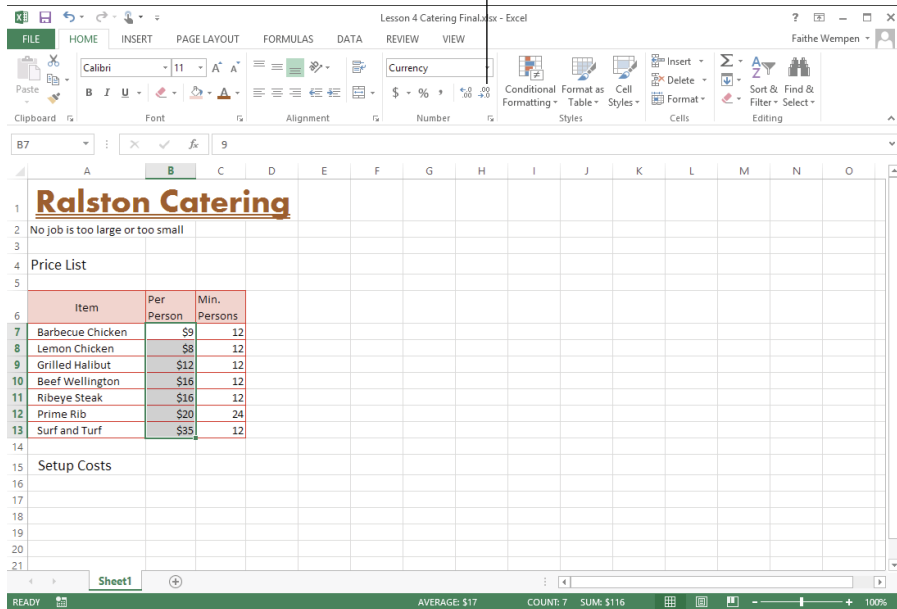 Lesson 4 Catering Final.xlsx - Excel
FILE HOME INSERT PAGE LAYOUT FORMULAS DATA REVIEW VIEW Faithe Wempen
Paste
Calibri 11 A A
B I U A
Currency
$ % , .0 .00 .00 .0
Conditional Formatting
Format as Table
Cell Styles
Insert
Delete
Format
Sort & Filter
Find & Select
Clipboard Font Alignment Number Styles Cells Editing
B7 fx 9
A B C D E F G H I J K L M N O
1 Ralston Catering
2 No job is too large or too small
3
4 Price List
5
6 Item Per Person Min. Persons
7 Barbecue Chicken $9 12
8 Lemon Chicken $8 12
9 Grilled Halibut $12 12
10 Beef Wellington $16 12
11 Ribeye Steak $16 12
12 Prime Rib $20 24
13 Surf and Turf $35 12
14
15 Setup Costs
16
17
18
19
20
21
Sheet1
READY AVERAGE: $17 COUNT: 7 SUM: $116 100%